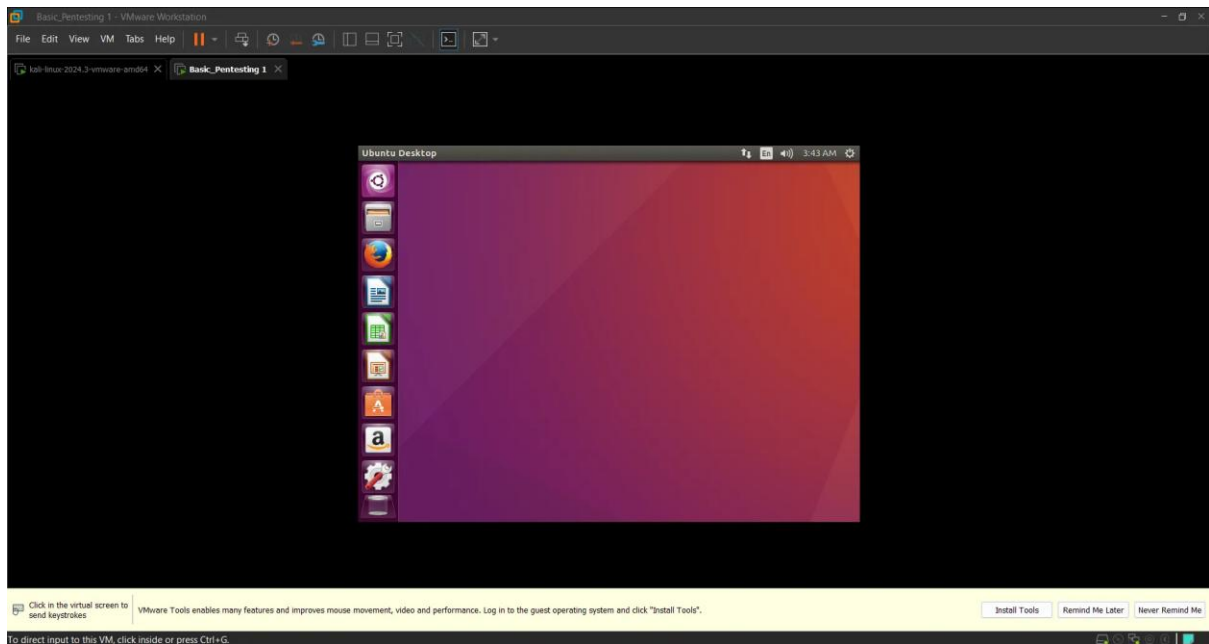 Basic_Pentesting 1 - VMware Workstation
File Edit View VM Tabs Help
kali-linux-2024.3-vmware-amd64
Basic_Pentesting 1
Ubuntu Desktop
En
3:43 AM
A
a
Click in the virtual screen to
send keystrokes
VMware Tools enables many features and improves mouse movement, video and performance. Log in to the guest operating system and click "Install Tools".
Install Tools
Remind Me Later
Never Remind Me
To direct input to this VM, click inside or press Ctrl+G.